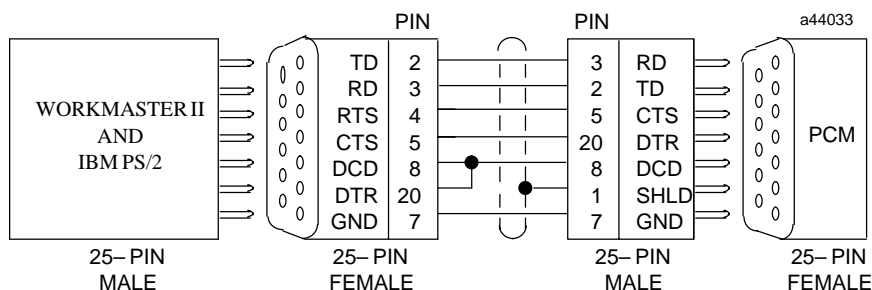 PIN PIN a44033
TD 2 3 RD
RD 3 2 TD
RTS 4 5 CTS
CTS 5 20 DTR
DCD 8 8 DCD
DTR 20 1 SHLD
GND 7 7 GND
WORKMASTER II
AND
IBM PS/2
PCM
25– PIN
MALE
25– PIN
FEMALE
25– PIN
MALE
25– PIN
FEMALE